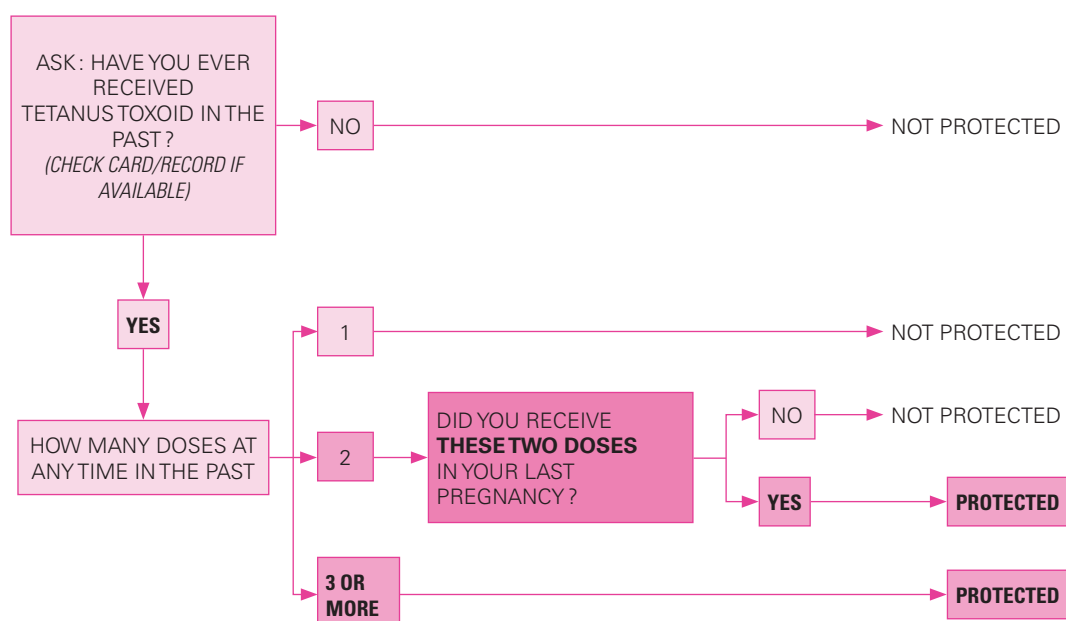 ASK: HAVE YOU EVER
RECEIVED
TETANUS TOXOID IN THE
PAST?
(CHECK CARD/RECORD IF
AVAILABLE)
NO
NOT PROTECTED
YES
1
NOT PROTECTED
HOW MANY DOSES AT
ANY TIME IN THE PAST
2
DID YOU RECEIVE
THESE TWO DOSES
IN YOUR LAST
PREGNANCY?
NO
NOT PROTECTED
YES
PROTECTED
3 OR
MORE
PROTECTED